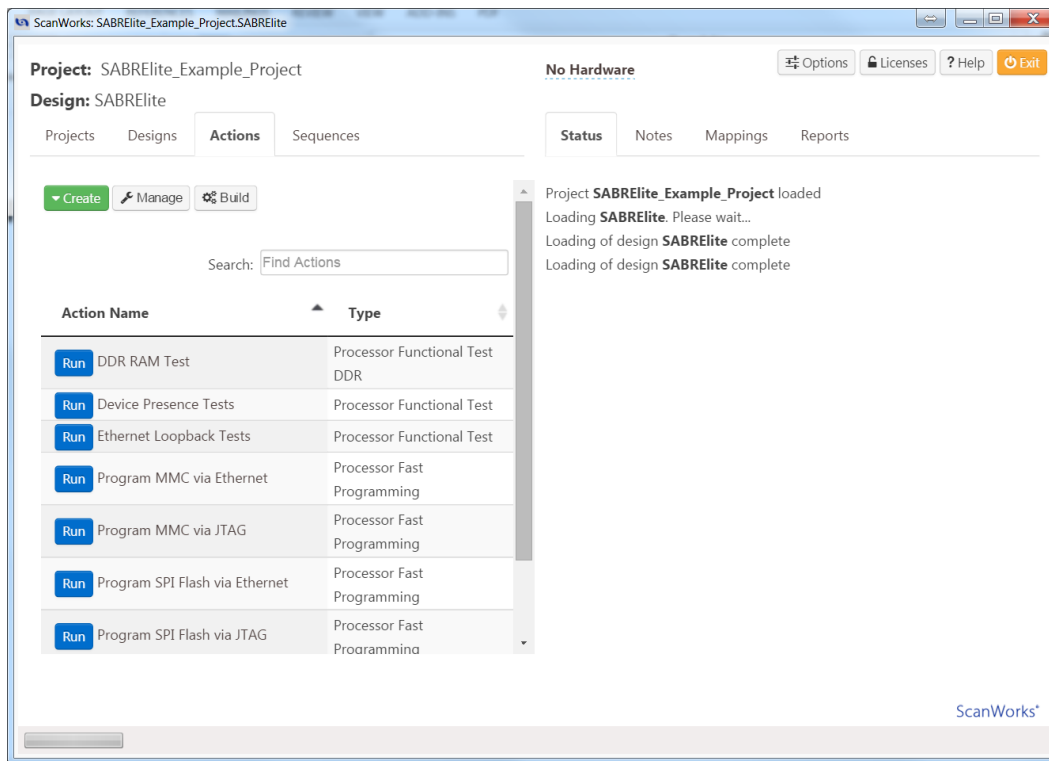 ScanWorks: SABRElite_Example_Project.SABRElite
Project: SABRElite_Example_Project
No Hardware
Options
Licenses
? Help
Exit
Design: SABRElite
Projects
Designs
Actions
Sequences
Status
Notes
Mappings
Reports
Create
Manage
Build
Project SABRElite_Example_Project loaded
Loading SABRElite. Please wait...
Loading of design SABRElite complete
Loading of design SABRElite complete
Search: Find Actions
Action Name
Type
Run DDR RAM Test
Processor Functional Test
DDR
Run Device Presence Tests
Processor Functional Test
Run Ethernet Loopback Tests
Processor Functional Test
Run Program MMC via Ethernet
Processor Fast
Programming
Run Program MMC via JTAG
Processor Fast
Programming
Run Program SPI Flash via Ethernet
Processor Fast
Programming
Run Program SPI Flash via JTAG
Processor Fast
Programming
ScanWorks®